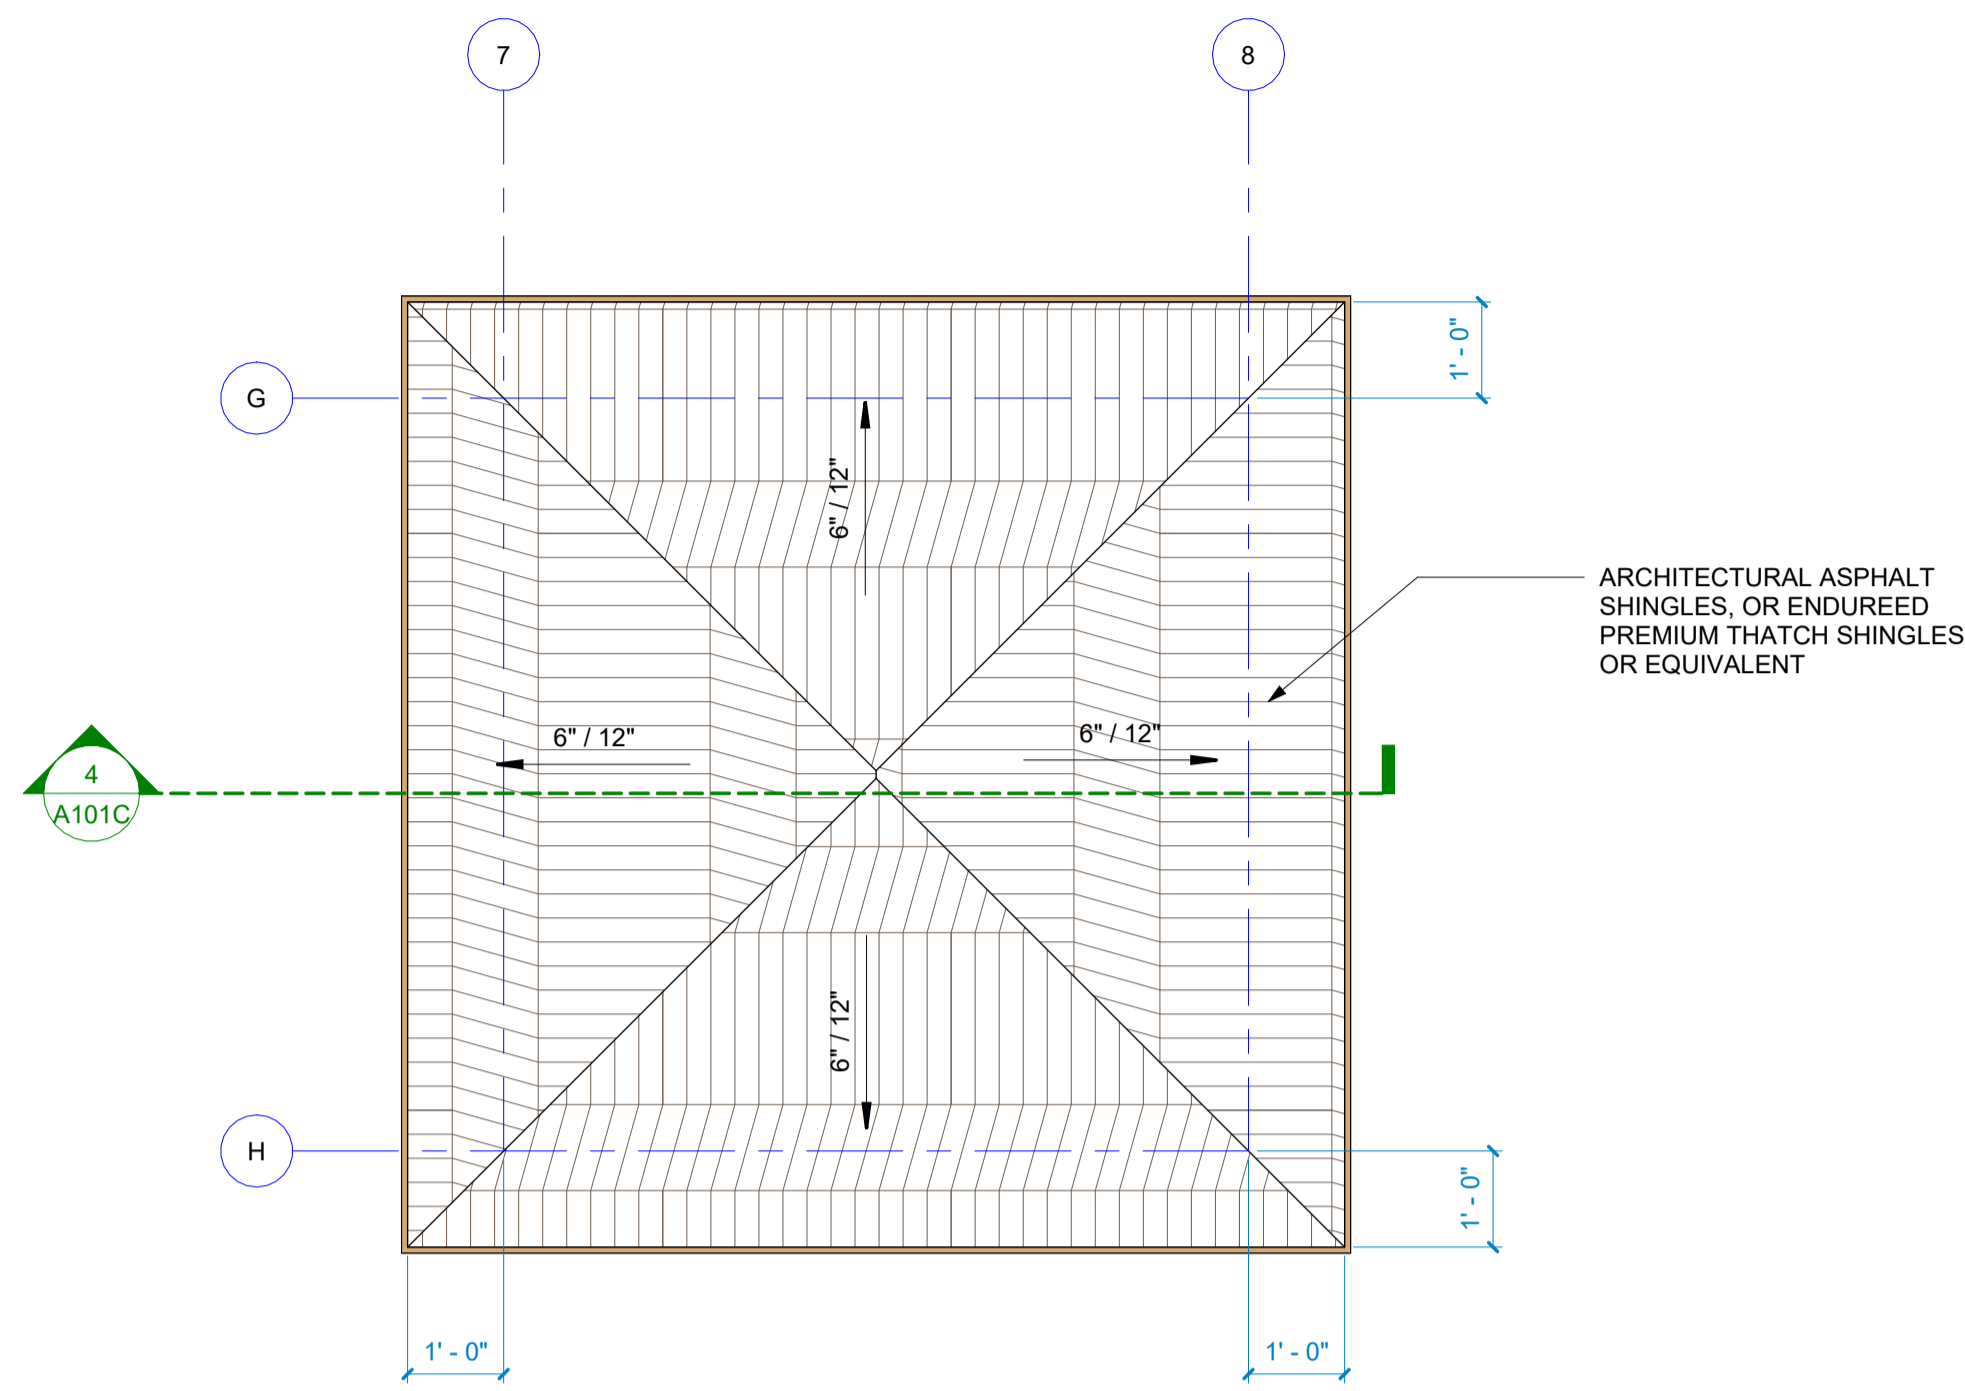 7
8
1' - 0"
G
6" / 12"
ARCHITECTURAL ASPHALT
SHINGLES, OR ENDUREED
PREMIUM THATCH SHINGLES
OR EQUIVALENT
6" / 12"
6" / 12"
4
A101C
6" / 12"
H
1' - 0"
1' - 0"
1' - 0"